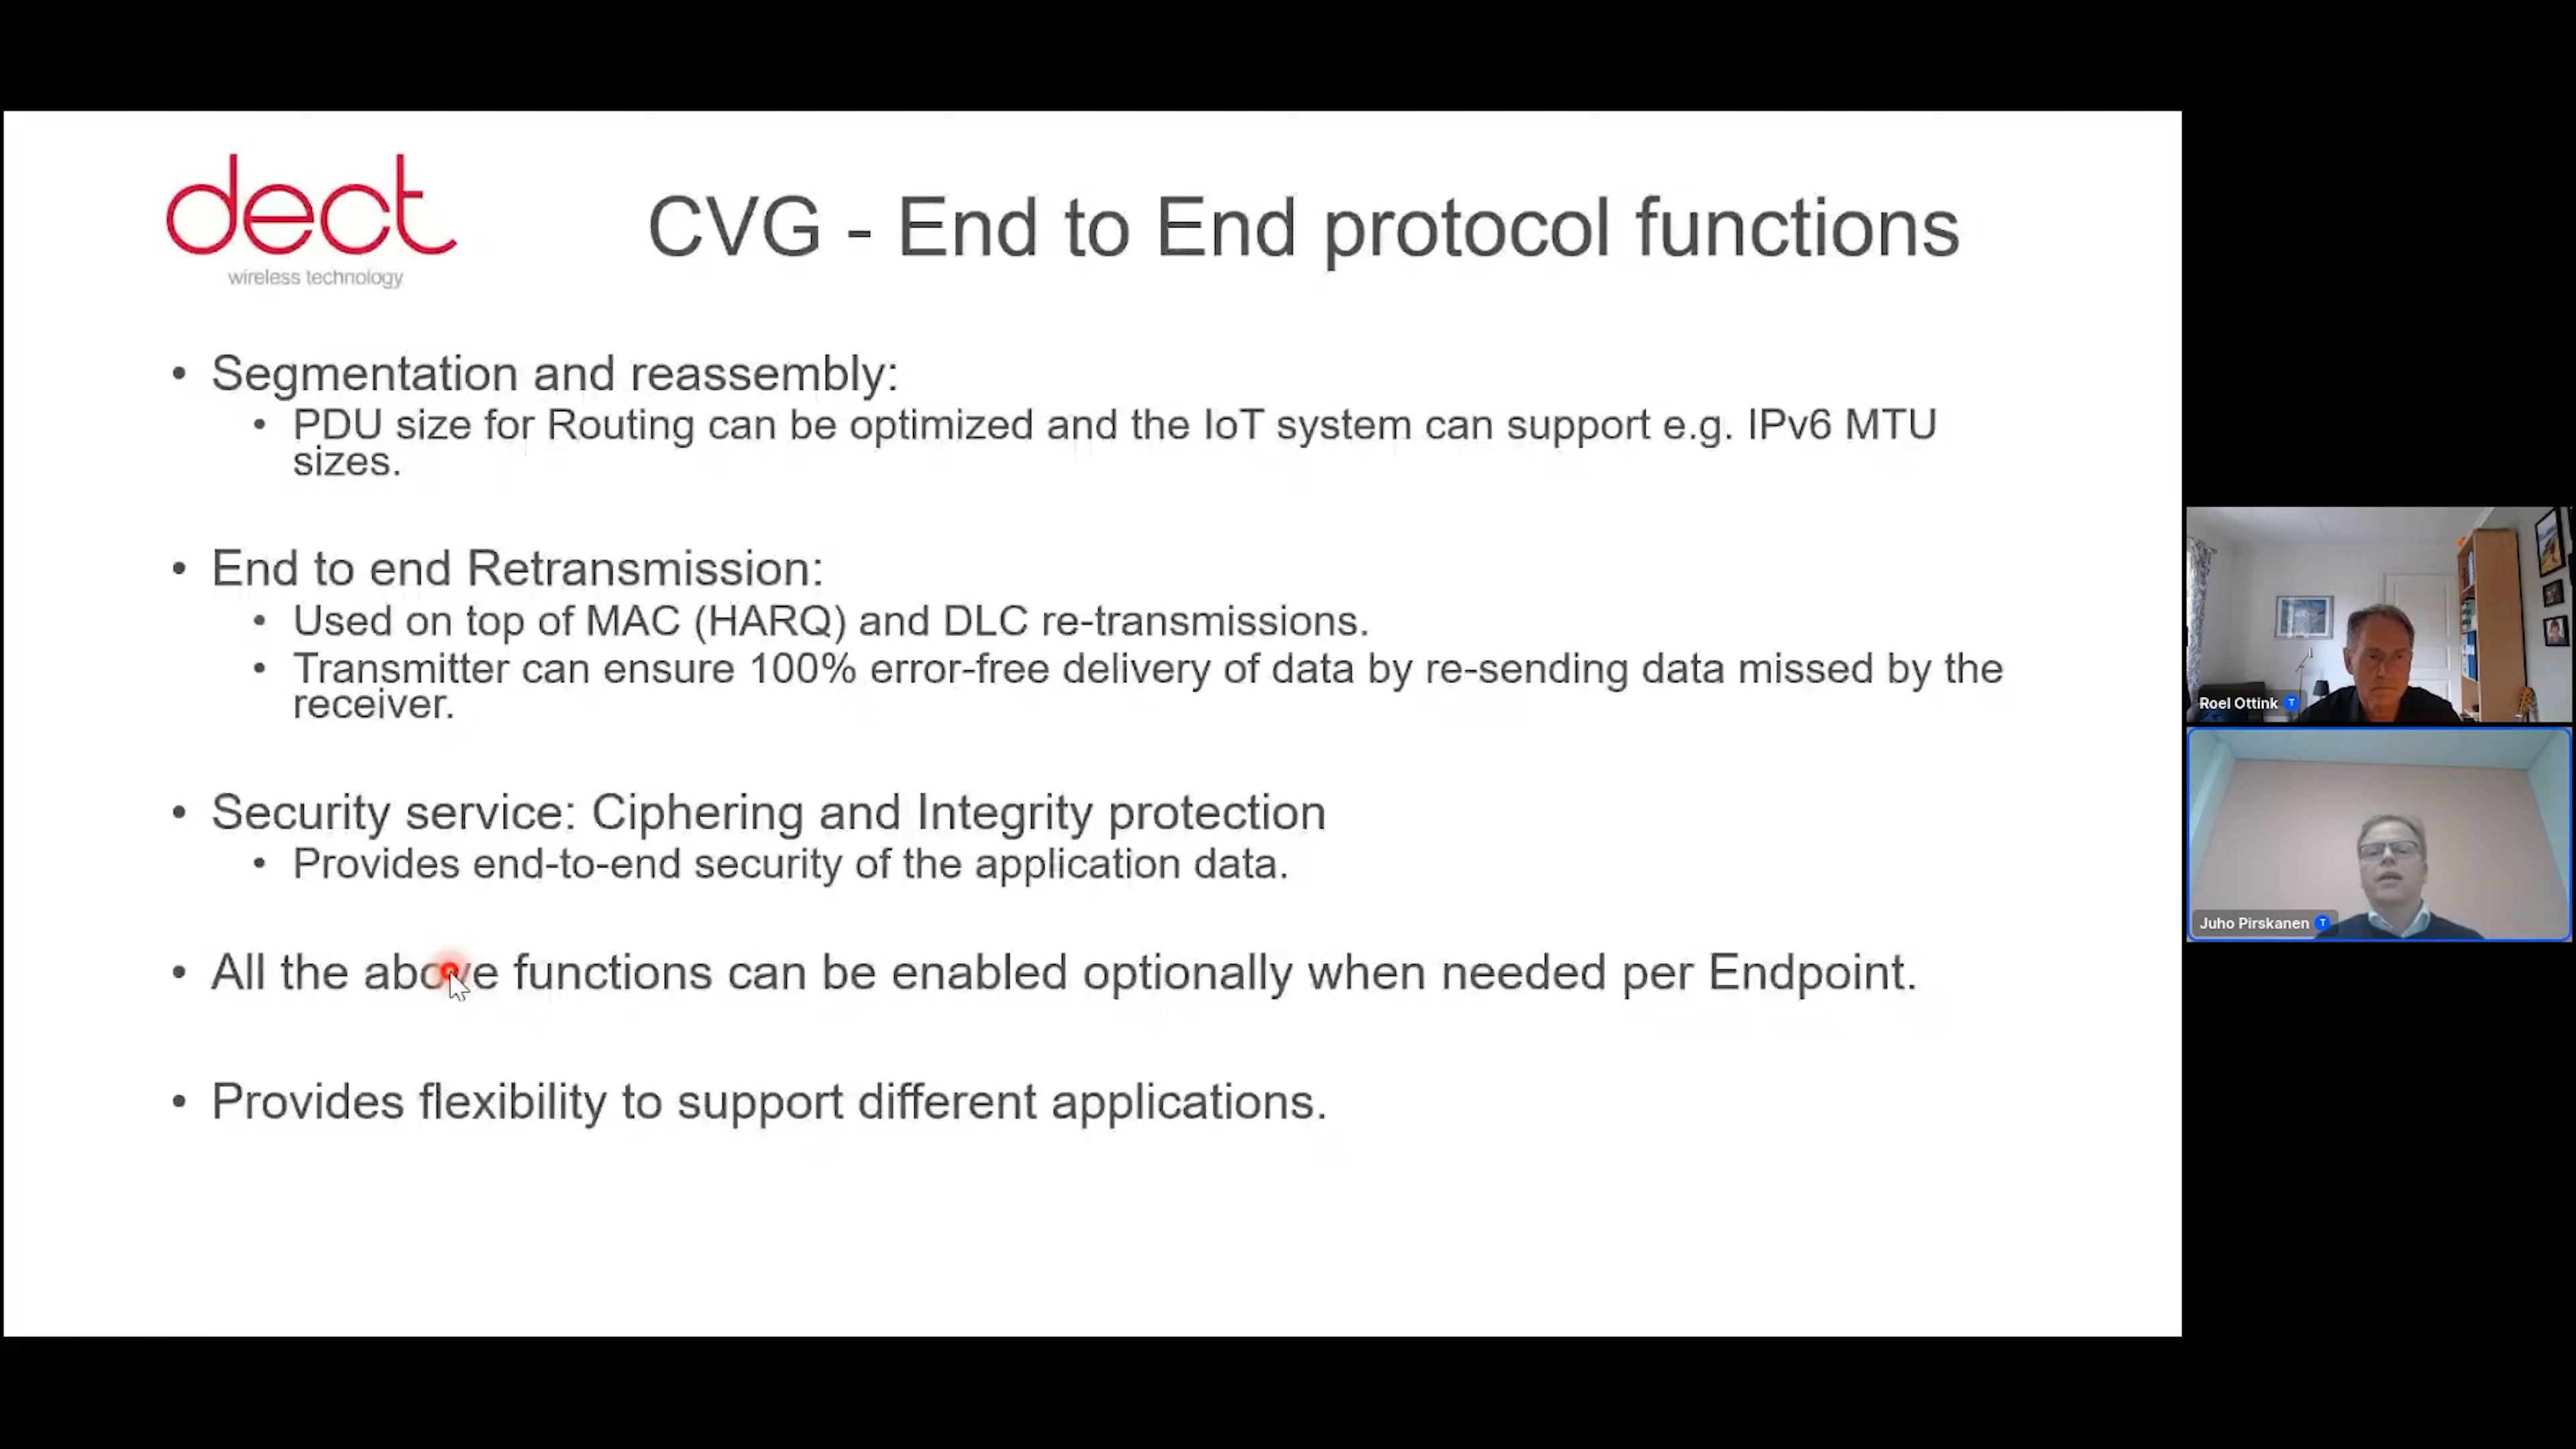 dect
wireless technology
CVG - End to End protocol functions
• Segmentation and reassembly:
• PDU size for Routing can be optimized and the IoT system can support e.g. IPv6 MTU
sizes.
• End to end Retransmission:
• Used on top of MAC (HARQ) and DLC re-transmissions.
• Transmitter can ensure 100% error-free delivery of data by re-sending data missed by the
receiver.
• Security service: Ciphering and Integrity protection
• Provides end-to-end security of the application data.
• All the above functions can be enabled optionally when needed per Endpoint.
• Provides flexibility to support different applications.
Roel Ottink T
Juho Pirskanen T